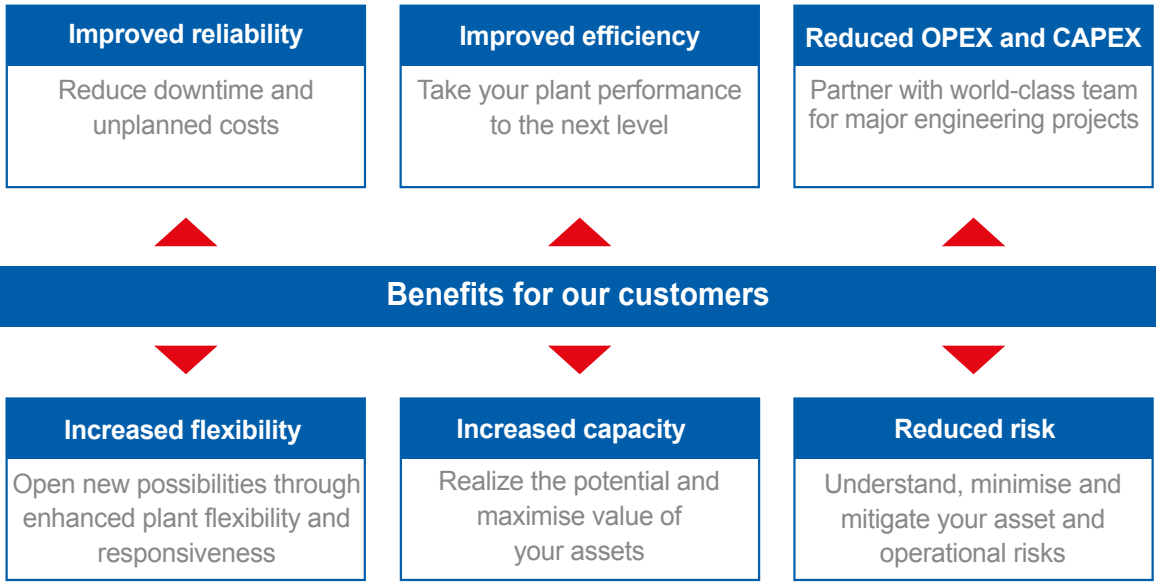 Improved reliability
Reduce downtime and
unplanned costs
Improved efficiency
Take your plant performance
to the next level
Reduced OPEX and CAPEX
Partner with world-class team
for major engineering projects
Benefits for our customers
Increased flexibility
Open new possibilities through
enhanced plant flexibility and
responsiveness
Increased capacity
Realize the potential and
maximise value of
your assets
Reduced risk
Understand, minimise and
mitigate your asset and
operational risks